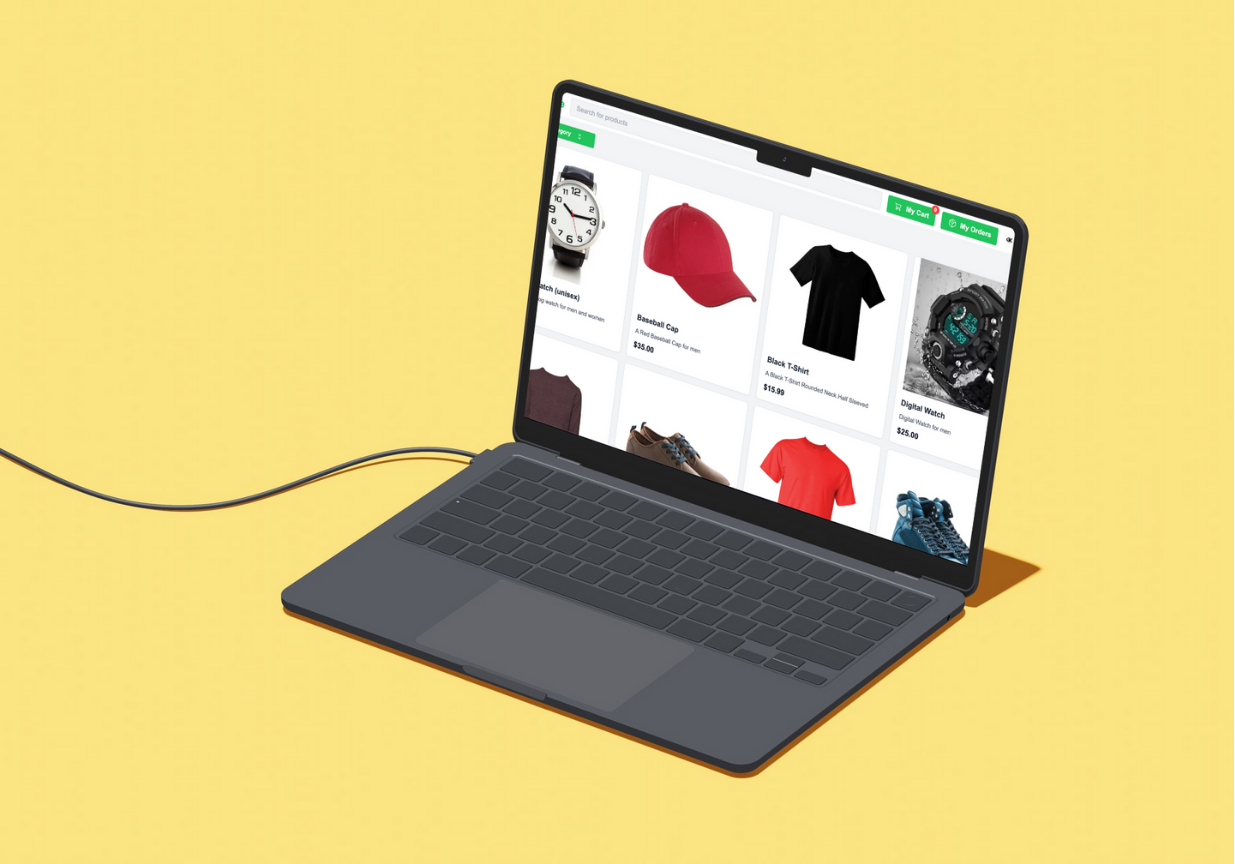 Search for products
egory
My Cart
My Orders
12
atch (unisex)
og watch for men and women
Baseball Cap
A Red Baseball Cap for men
$35.00
Black T-Shirt
A Black T-Shirt Rounded Neck Half Sleeved
$15.99
Digital Watch
Digital Watch for men
$25.00